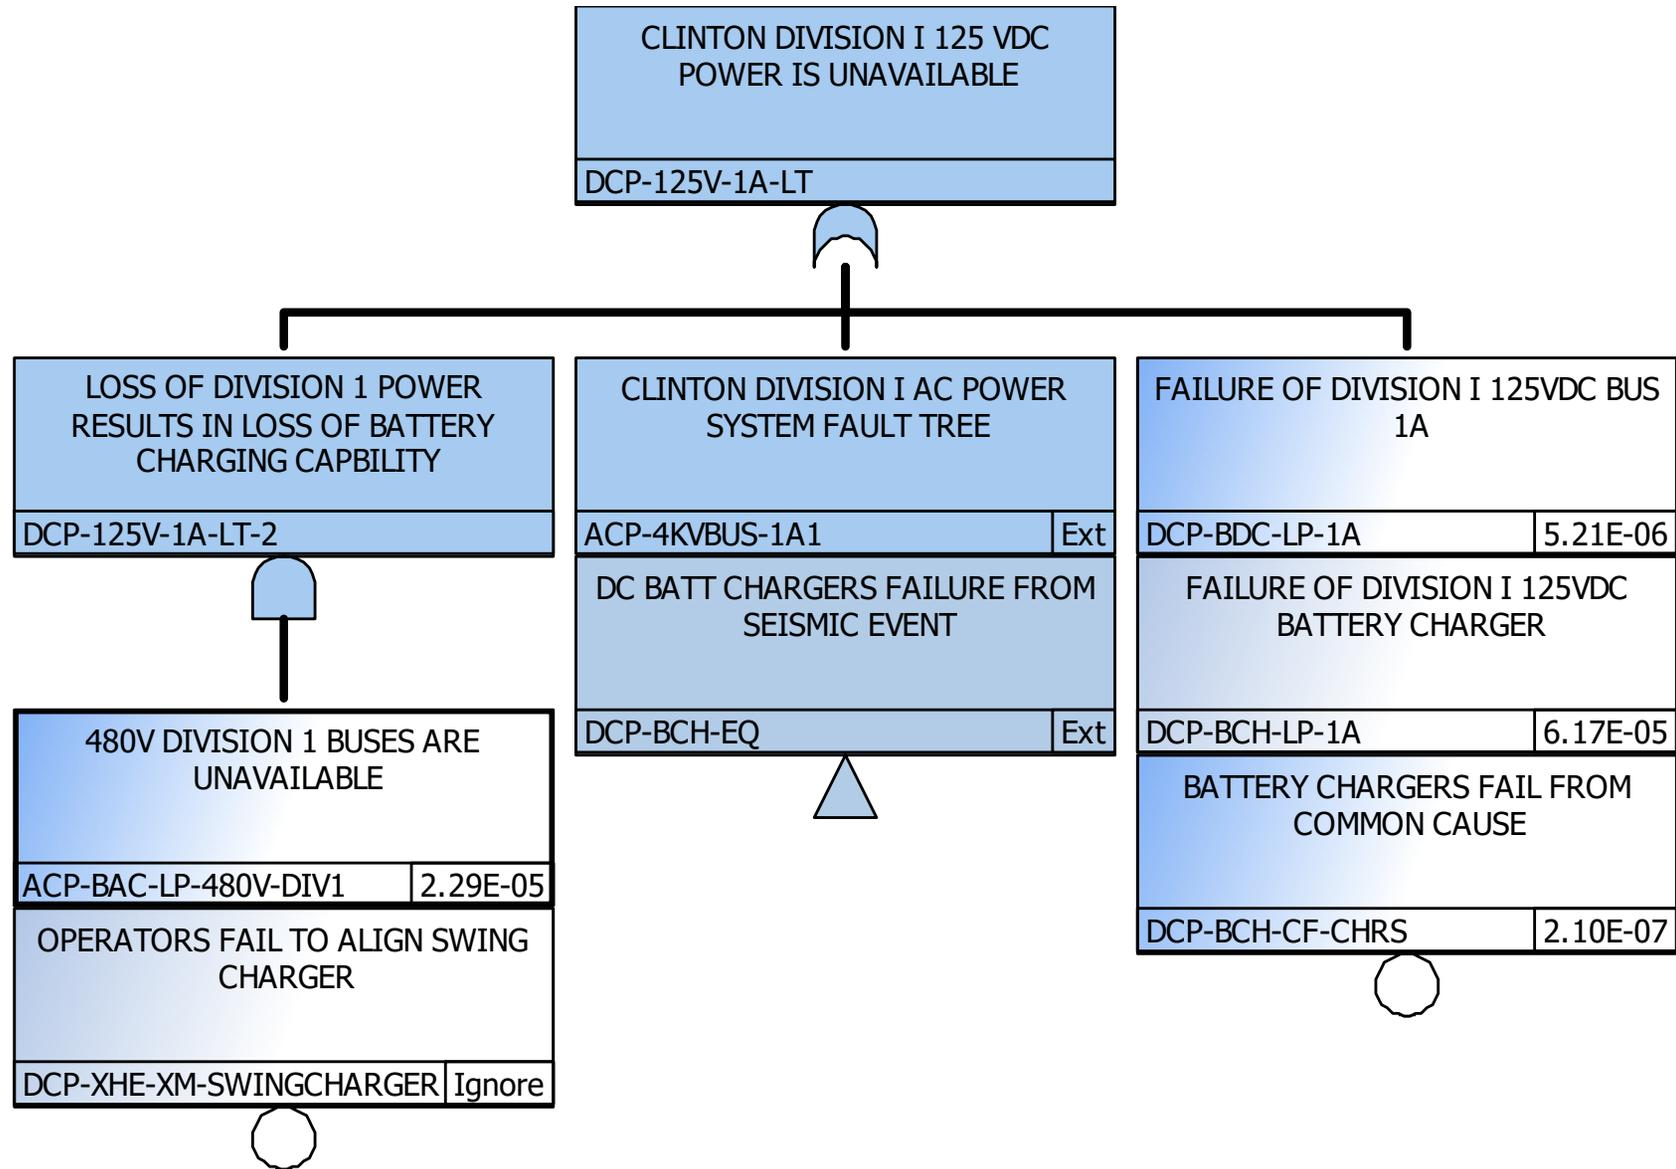 CLINTON DIVISION I 125 VDC
POWER IS UNAVAILABLE
DCP-125V-1A-LT
LOSS OF DIVISION 1 POWER
RESULTS IN LOSS OF BATTERY
CHARGING CAPBILITY
DCP-125V-1A-LT-2
480V DIVISION 1 BUSES ARE
UNAVAILABLE
ACP-BAC-LP-480V-DIV1 2.29E-05
OPERATORS FAIL TO ALIGN SWING
CHARGER
DCP-XHE-XM-SWINGCHARGER Ignore
CLINTON DIVISION I AC POWER
SYSTEM FAULT TREE
ACP-4KVBUS-1A1 Ext
DC BATT CHARGERS FAILURE FROM
SEISMIC EVENT
DCP-BCH-EQ Ext
FAILURE OF DIVISION I 125VDC BUS
1A
DCP-BDC-LP-1A 5.21E-06
FAILURE OF DIVISION I 125VDC
BATTERY CHARGER
DCP-BCH-LP-1A 6.17E-05
BATTERY CHARGERS FAIL FROM
COMMON CAUSE
DCP-BCH-CF-CHRS 2.10E-07